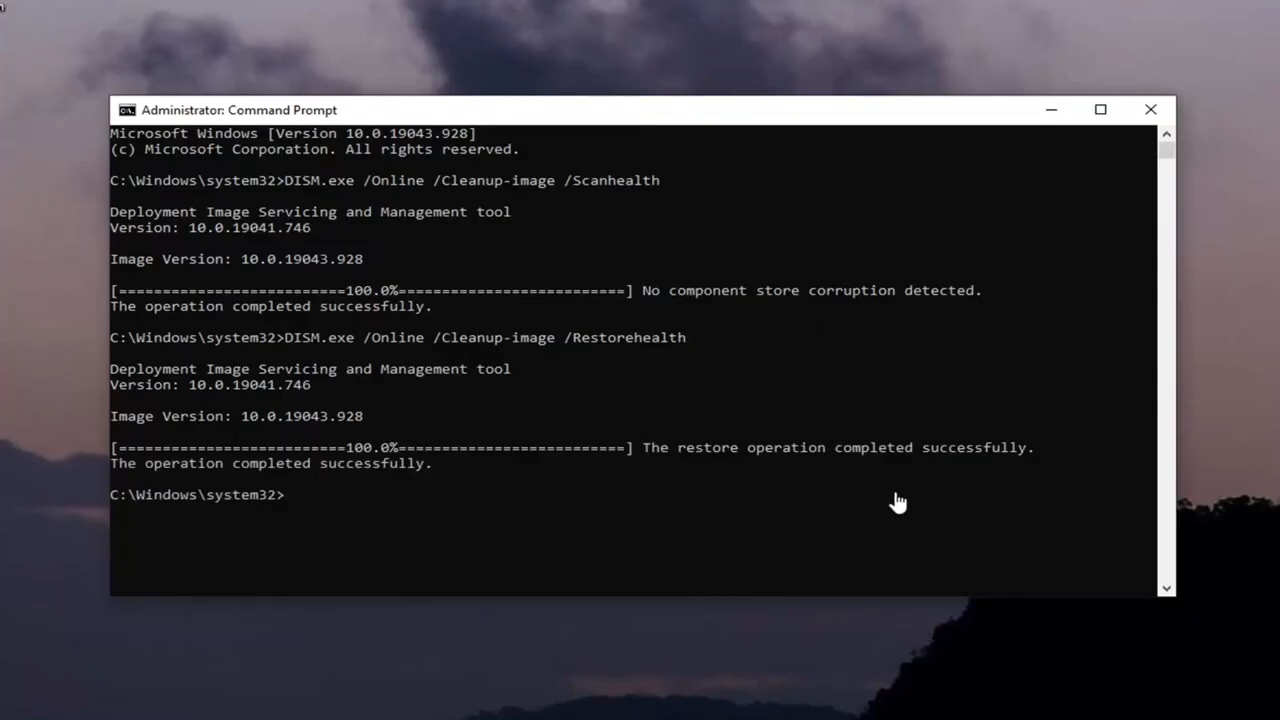 Administrator: Command Prompt
Microsoft Windows [Version 10.0.19043.928]
(c) Microsoft Corporation. All rights reserved.
C:\Windows\system32>DISM.exe /Online /Cleanup-image /Scanhealth
Deployment Image Servicing and Management tool
Version: 10.0.19041.746
Image Version: 10.0.19043.928
[==========================100.0%==========================] No component store corruption detected.
The operation completed successfully.
C:\Windows\system32>DISM.exe /Online /Cleanup-image /Restorehealth
Deployment Image Servicing and Management tool
Version: 10.0.19041.746
Image Version: 10.0.19043.928
[==========================100.0%==========================] The restore operation completed successfully.
The operation completed successfully.
C:\Windows\system32>